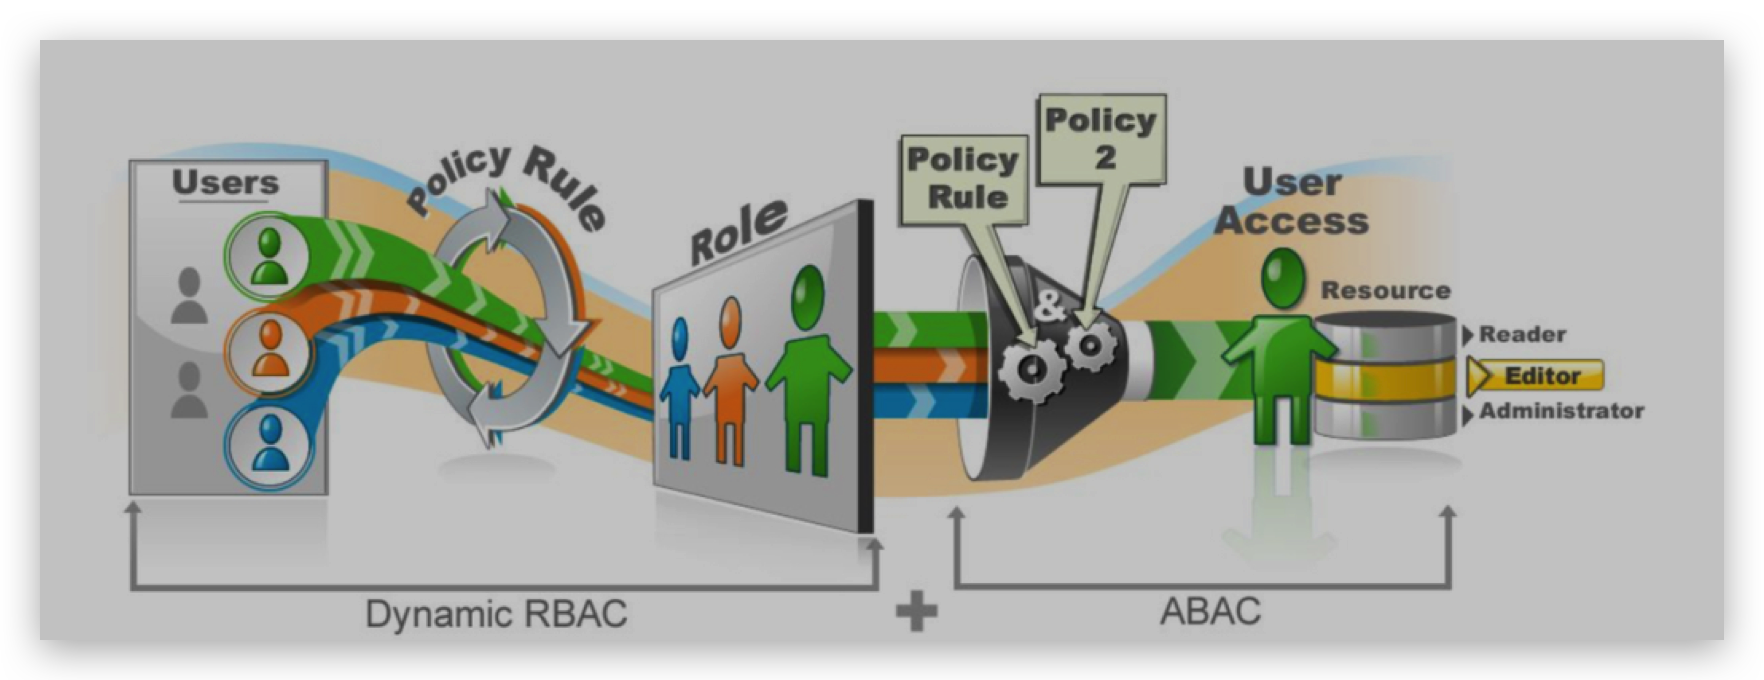 Users
Policy Rule
Role
Policy
Rule
Policy
2
&
User
Access
Resource
Reader
Editor
Administrator
Dynamic RBAC
+
ABAC